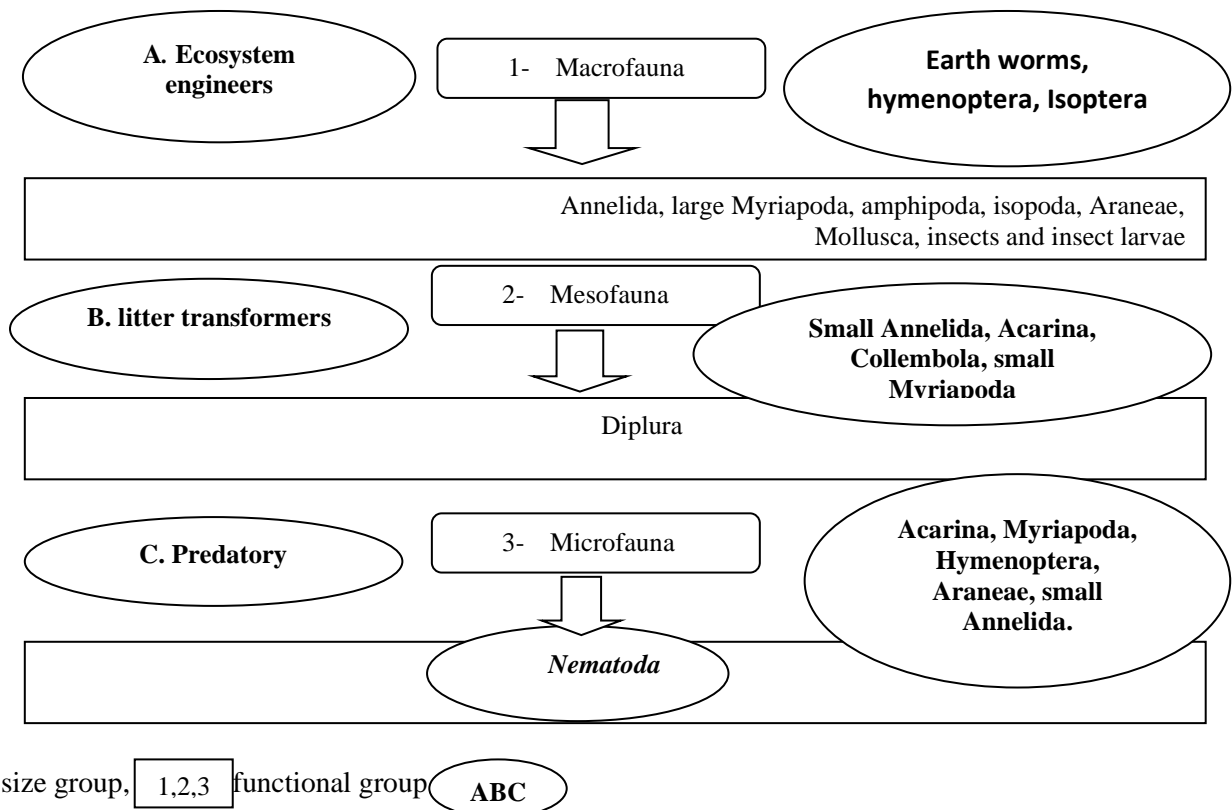 A. Ecosystem
engineers
1- Macrofauna
Earth worms,
hymenoptera, Isoptera
Annelida, large Myriapoda, amphipoda, isopoda, Araneae,
Mollusca, insects and insect larvae
B. litter transformers
2- Mesofauna
Small Annelida, Acarina,
Collembola, small
Myriapoda
Diplura
C. Predatory
3- Microfauna
Acarina, Myriapoda,
Hymenoptera,
Araneae, small
Annelida.
Nematoda
size group, 1,2,3 functional group ABC